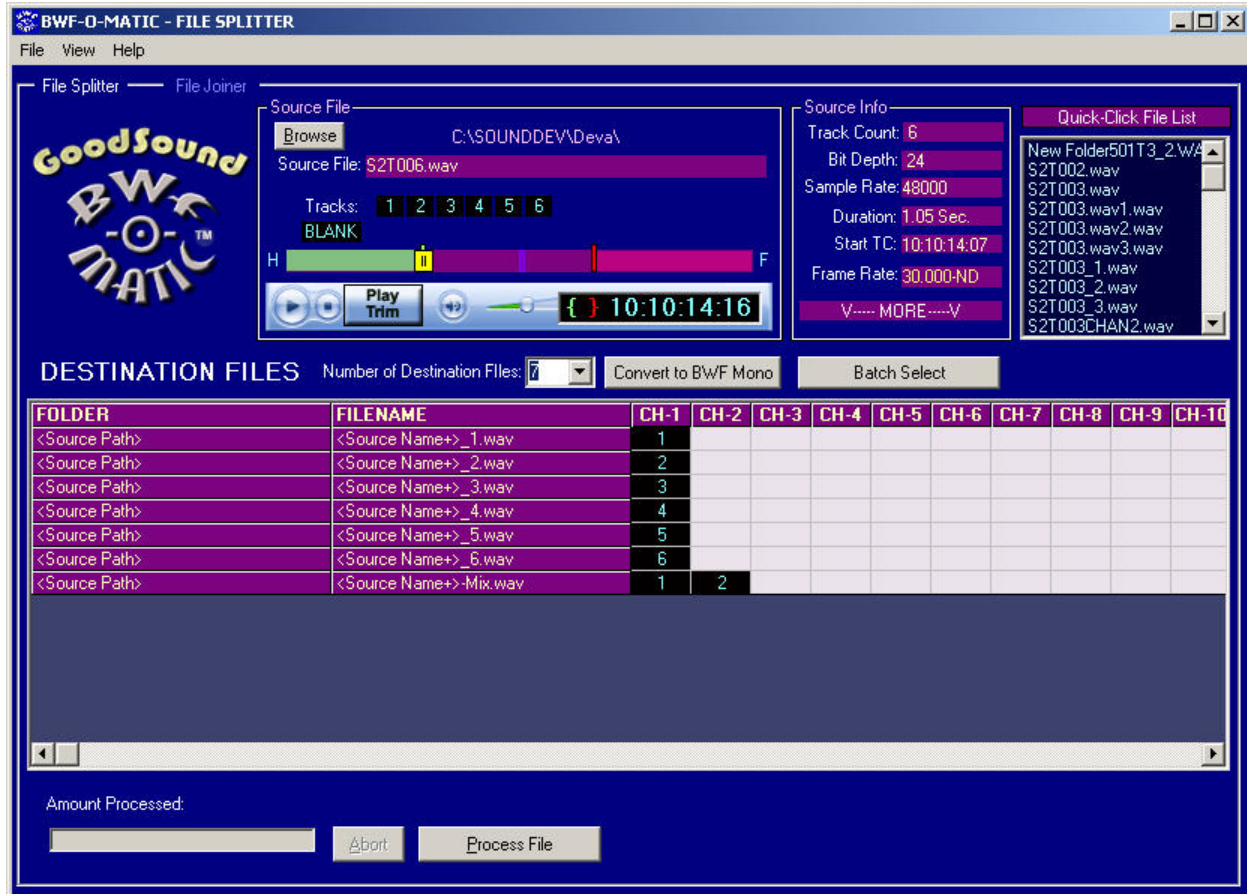 BWF-O-MATIC - FILE SPLITTER
File View Help
File Splitter File Joiner
GoodSound
BWF
-O- TM
MATIC
Source File
Browse C:\SOUNDDEV\Deva\
Source File: S2T006.wav
Tracks: 1 2 3 4 5 6
BLANK
H II F
Play
Trim
{ } 10:10:14:16
Source Info
Track Count: 6
Bit Depth: 24
Sample Rate: 48000
Duration: 1.05 Sec.
Start TC: 10:10:14:07
Frame Rate: 30.000-ND
V----- MORE-----V
Quick-Click File List
New Folder501T3_2.WA
S2T002.wav
S2T003.wav
S2T003.wav1.wav
S2T003.wav2.wav
S2T003.wav3.wav
S2T003_1.wav
S2T003_2.wav
S2T003_3.wav
S2T003CHAN2.wav
DESTINATION FILES Number of Destination FIles: 7 Convert to BWF Mono Batch Select
FOLDER FILENAME CH-1 CH-2 CH-3 CH-4 CH-5 CH-6 CH-7 CH-8 CH-9 CH-10
<Source Path> <Source Name+>_1.wav 1
<Source Path> <Source Name+>_2.wav 2
<Source Path> <Source Name+>_3.wav 3
<Source Path> <Source Name+>_4.wav 4
<Source Path> <Source Name+>_5.wav 5
<Source Path> <Source Name+>_6.wav 6
<Source Path> <Source Name+>-Mix.wav 1 2
Amount Processed:
Abort Process File